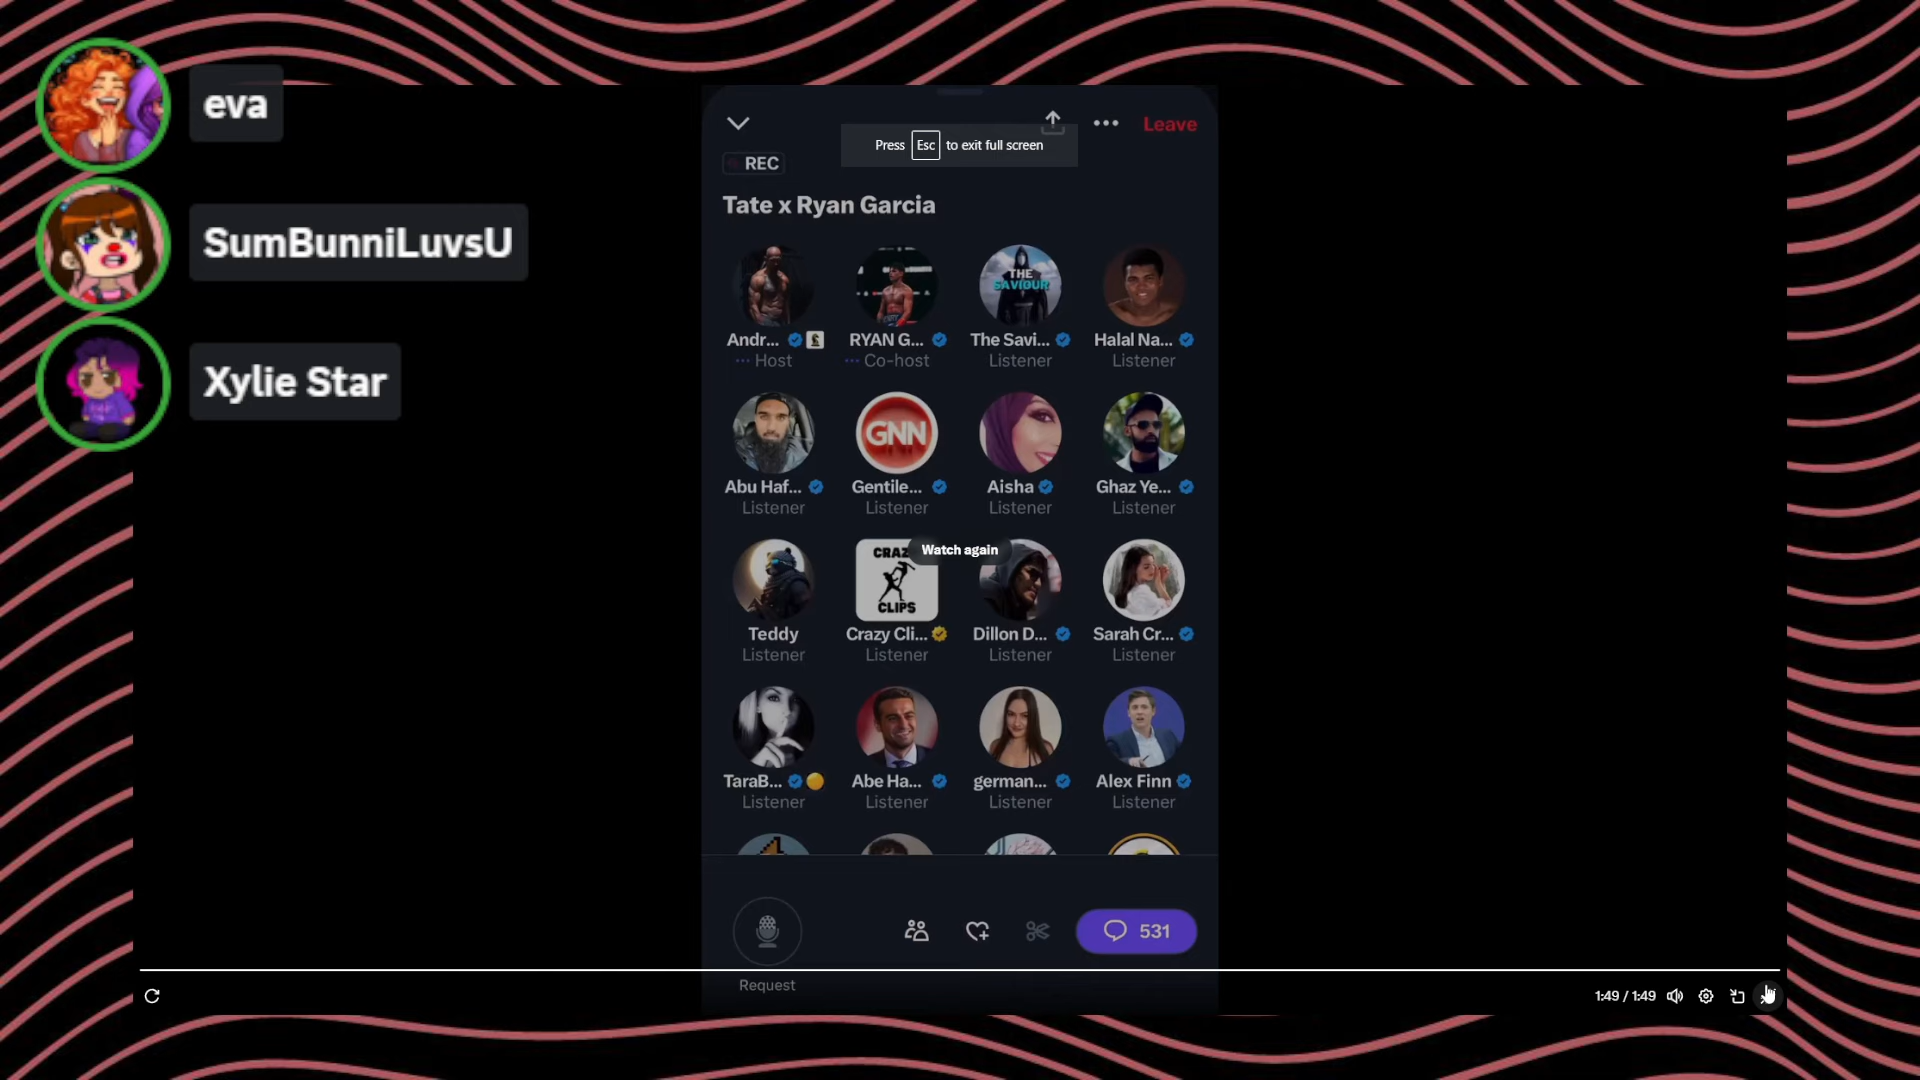 eva
SumBunniLuvsU
Xylie Star
Leave
Press Esc to exit full screen
REC
Tate x Ryan Garcia
THE
SAVIOUR
Andr...
RYAN G...
The Savi...
Halal Na...
Host
Co-host
Listener
Listener
GNN
Abu Haf...
Gentile...
Aisha
Ghaz Ye...
Listener
Listener
Listener
Listener
Watch again
CRAZ
CLIPS
Teddy
Crazy Cli...
Dillon D...
Sarah Cr...
Listener
Listener
Listener
Listener
TaraB...
Abe Ha...
german...
Alex Finn
Listener
Listener
Listener
Listener
531
Request
1:49 / 1:49